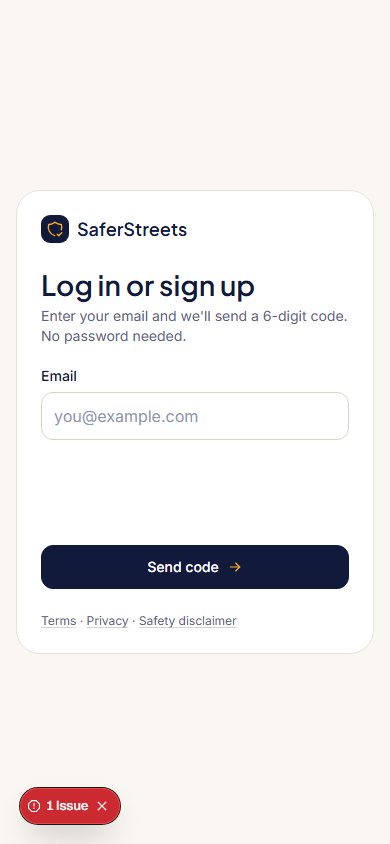 SaferStreets
Log in or sign up
Enter your email and we'll send a 6-digit code.
No password needed.
Email
you@example.com
Send code →
Terms · Privacy · Safety disclaimer
1 Issue